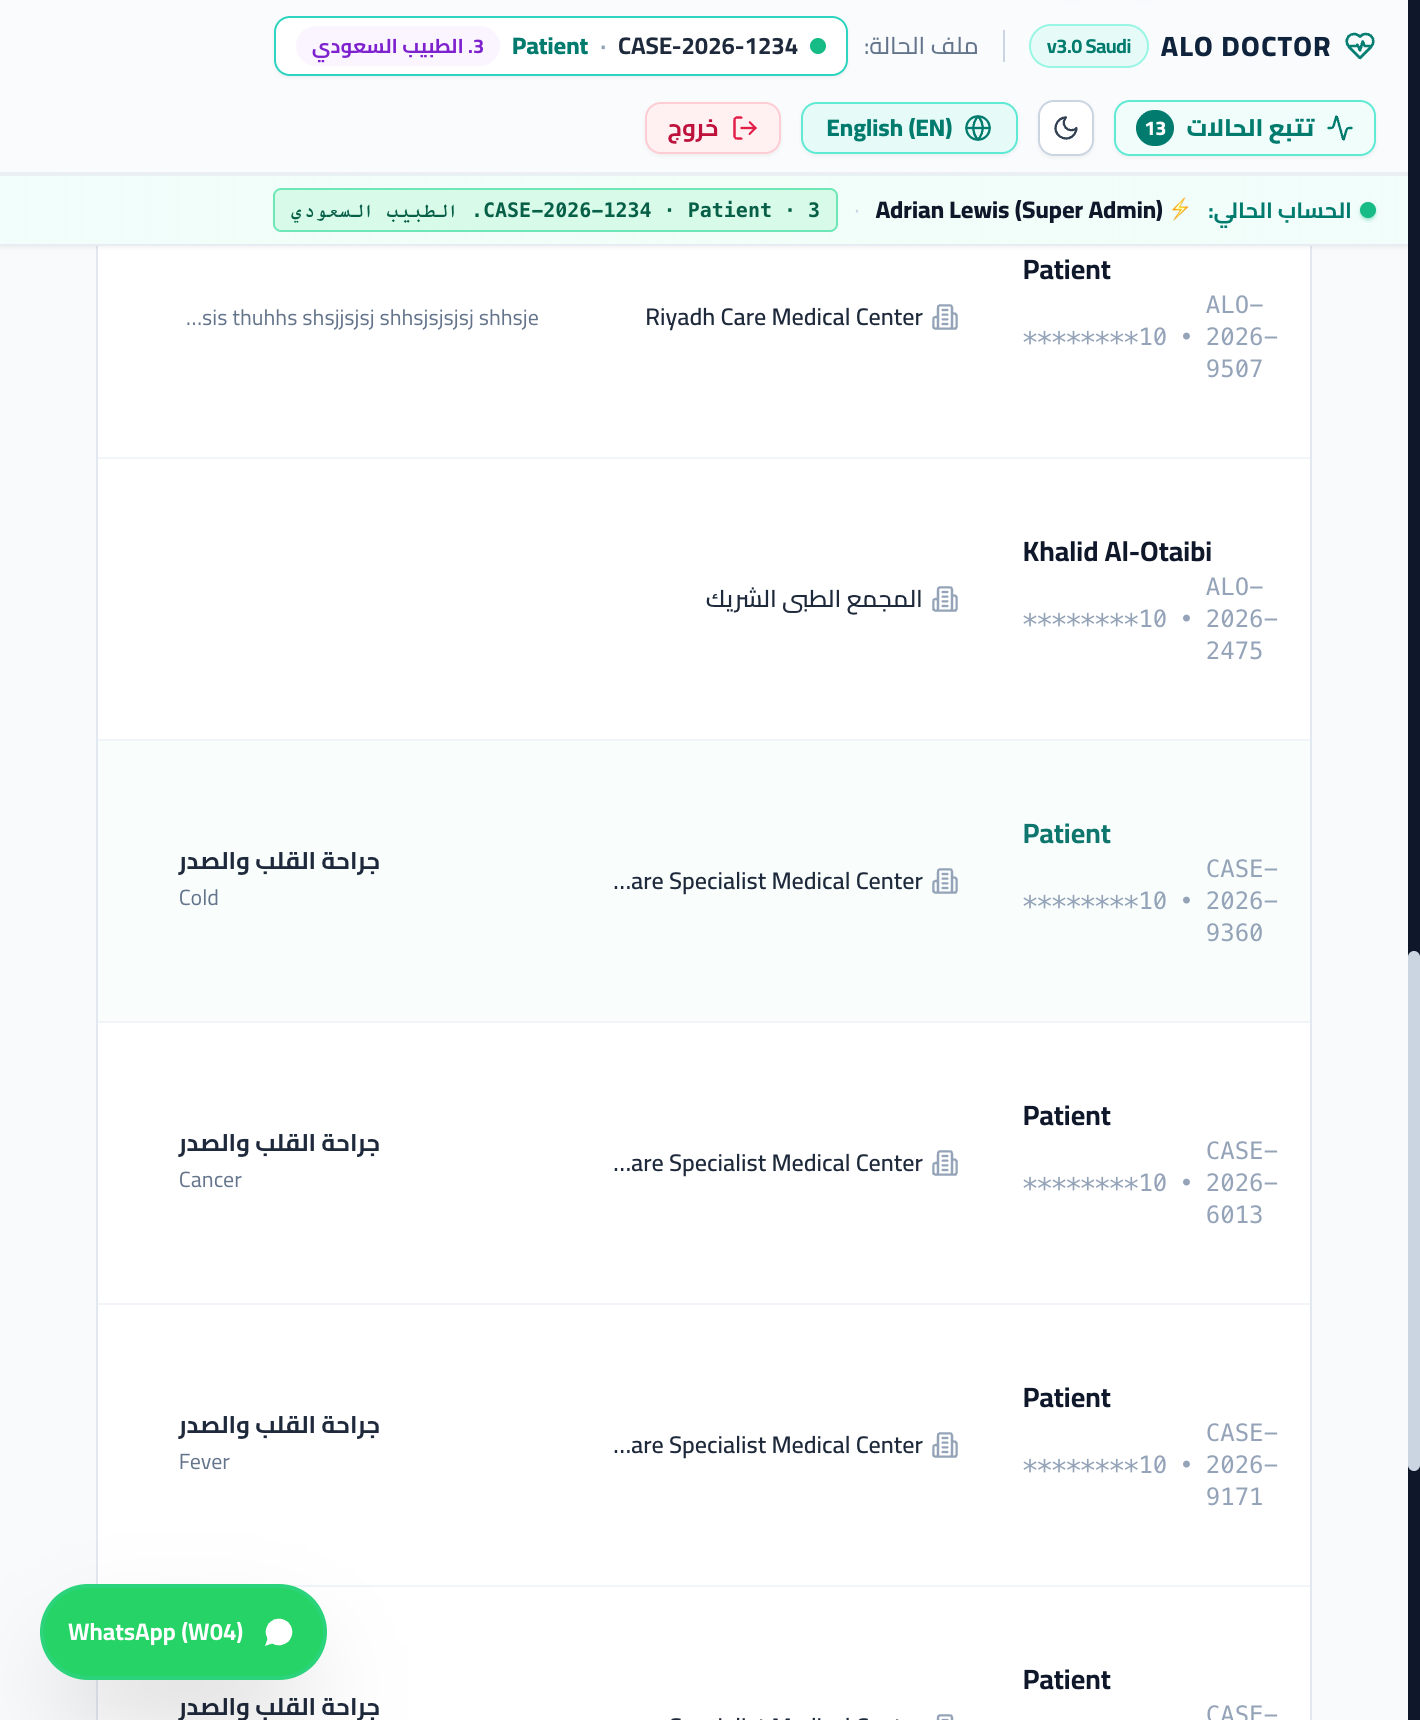 ALO DOCTOR
v3.0 Saudi
ملف الحالة:
CASE-2026-1234 · Patient
3. الطبيب السعودي
تتبع الحالات 13
English (EN)
خروج
الحساب الحالي: ⚡ Adrian Lewis (Super Admin)
·
CASE-2026-1234 · Patient · 3. الطبيب السعودي
Patient
ALO-
2026-
9507
• ********10
Riyadh Care Medical Center
...sis thuhhs shsjjsjsj shhsjsjsjsj shhsje
Khalid Al-Otaibi
ALO-
2026-
2475
• ********10
المجمع الطبي الشريك
Patient
CASE-
2026-
9360
• ********10
...are Specialist Medical Center
جراحة القلب والصدر
Cold
Patient
CASE-
2026-
6013
• ********10
...are Specialist Medical Center
جراحة القلب والصدر
Cancer
Patient
CASE-
2026-
9171
• ********10
...are Specialist Medical Center
جراحة القلب والصدر
Fever
Patient
CASE-
Specialist Medical Center
جراحة القلب والصدر
WhatsApp (W04)